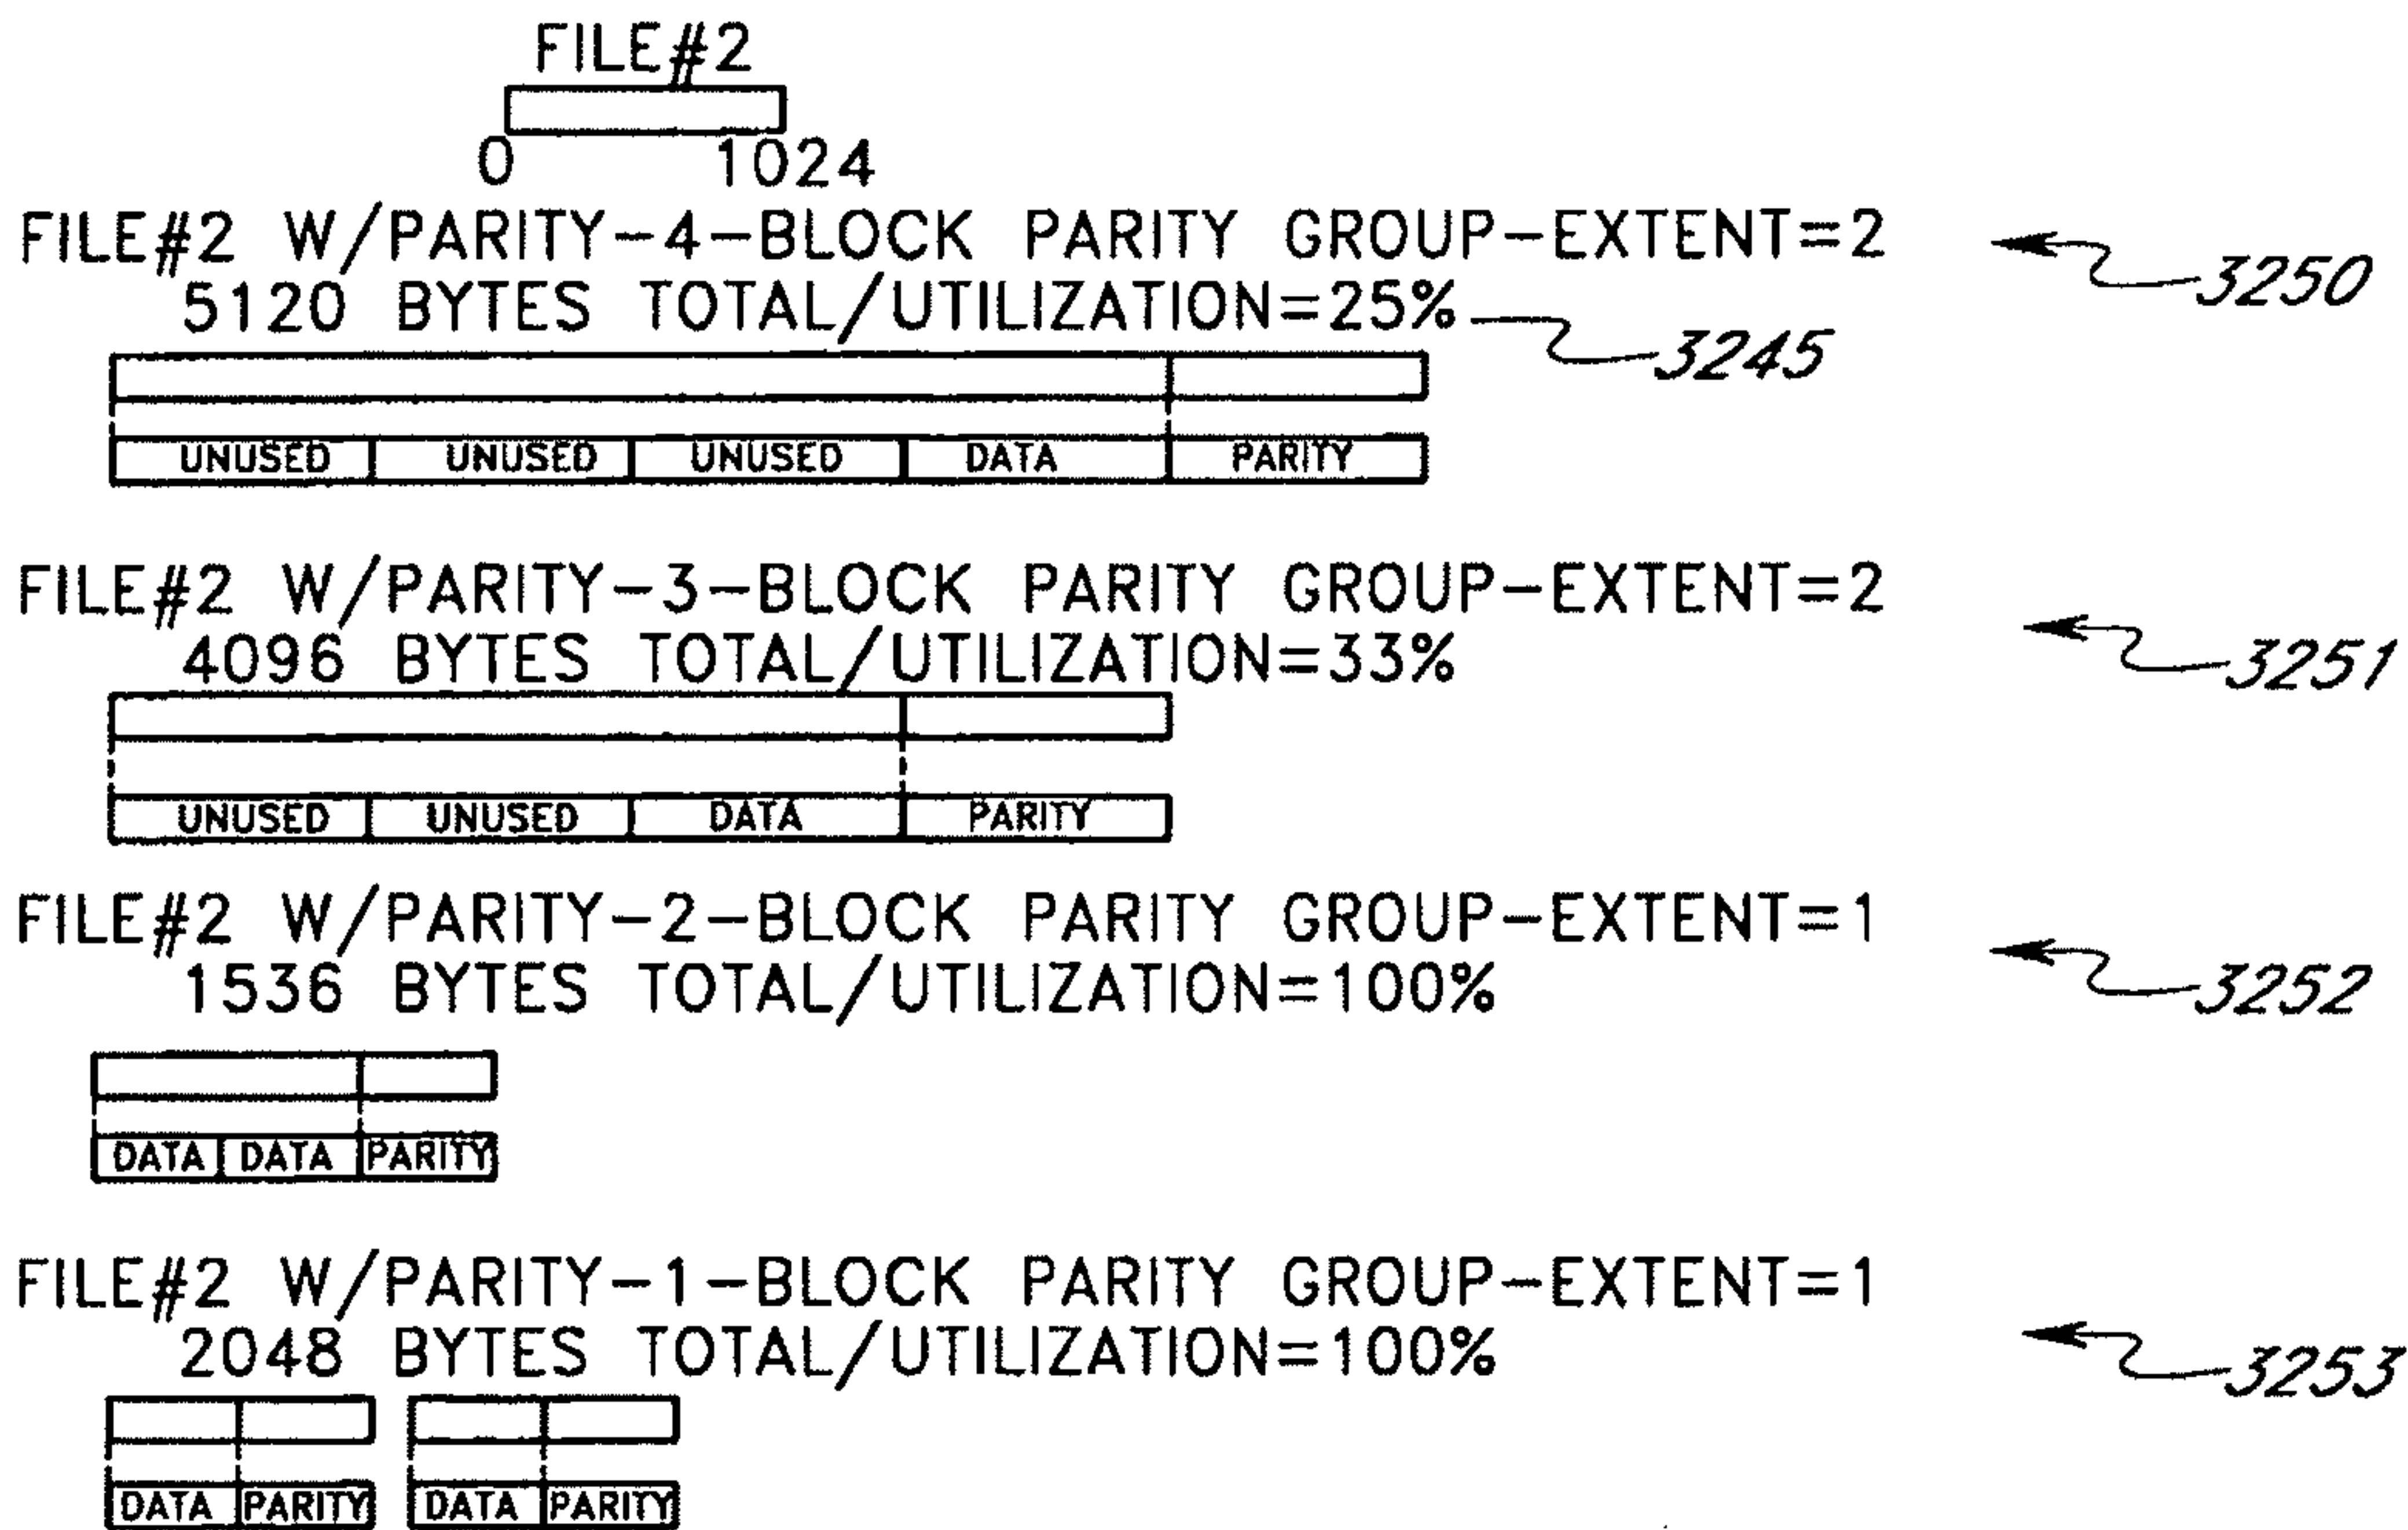 FILE#2
0 1024
FILE#2 W/PARITY-4-BLOCK PARITY GROUP-EXTENT=2
3250
5120 BYTES TOTAL/UTILIZATION=25%
3245
UNUSED UNUSED UNUSED DATA PARITY
FILE#2 W/PARITY-3-BLOCK PARITY GROUP-EXTENT=2
4096 BYTES TOTAL/UTILIZATION=33%
3251
UNUSED UNUSED DATA PARITY
FILE#2 W/PARITY-2-BLOCK PARITY GROUP-EXTENT=1
1536 BYTES TOTAL/UTILIZATION=100%
3252
DATA DATA PARITY
FILE#2 W/PARITY-1-BLOCK PARITY GROUP-EXTENT=1
2048 BYTES TOTAL/UTILIZATION=100%
3253
DATA PARITY DATA PARITY